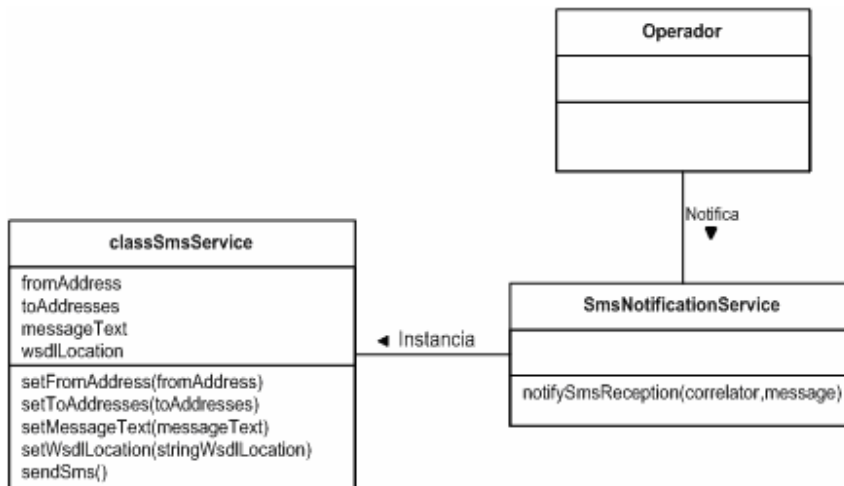 Operador
Notifica
classSmsService
fromAddress
toAddresses
messageText
wsdlLocation
setFromAddress(fromAddress)
setToAddresses(toAddresses)
setMessageText(messageText)
setWsdlLocation(stringWsdlLocation)
sendSms()
Instancia
SmsNotificationService
notifySmsReception(correlator,message)